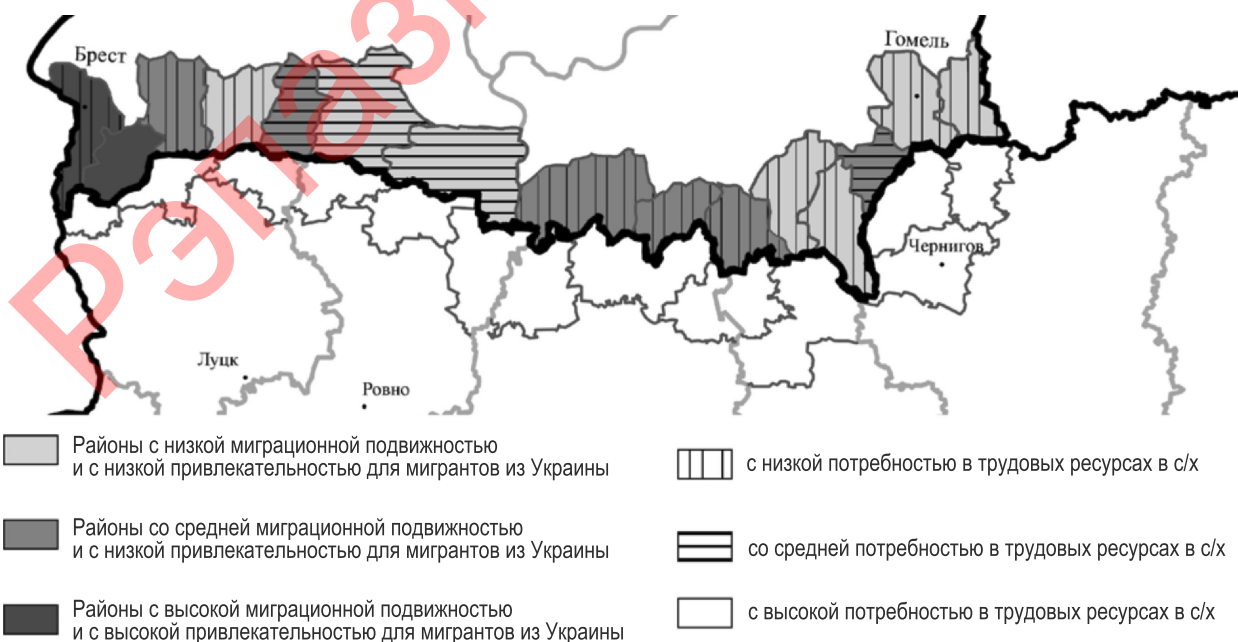 Рэпазі
Брест
Гомель
Чернигов
Луцк
Ровно
Районы с низкой миграционной подвижностью
и с низкой привлекательностью для мигрантов из Украины
Районы со средней миграционной подвижностью
и с низкой привлекательностью для мигрантов из Украины
Районы с высокой миграционной подвижностью
и с высокой привлекательностью для мигрантов из Украины
с низкой потребностью в трудовых ресурсах в с/х
со средней потребностью в трудовых ресурсах в с/х
с высокой потребностью в трудовых ресурсах в с/х